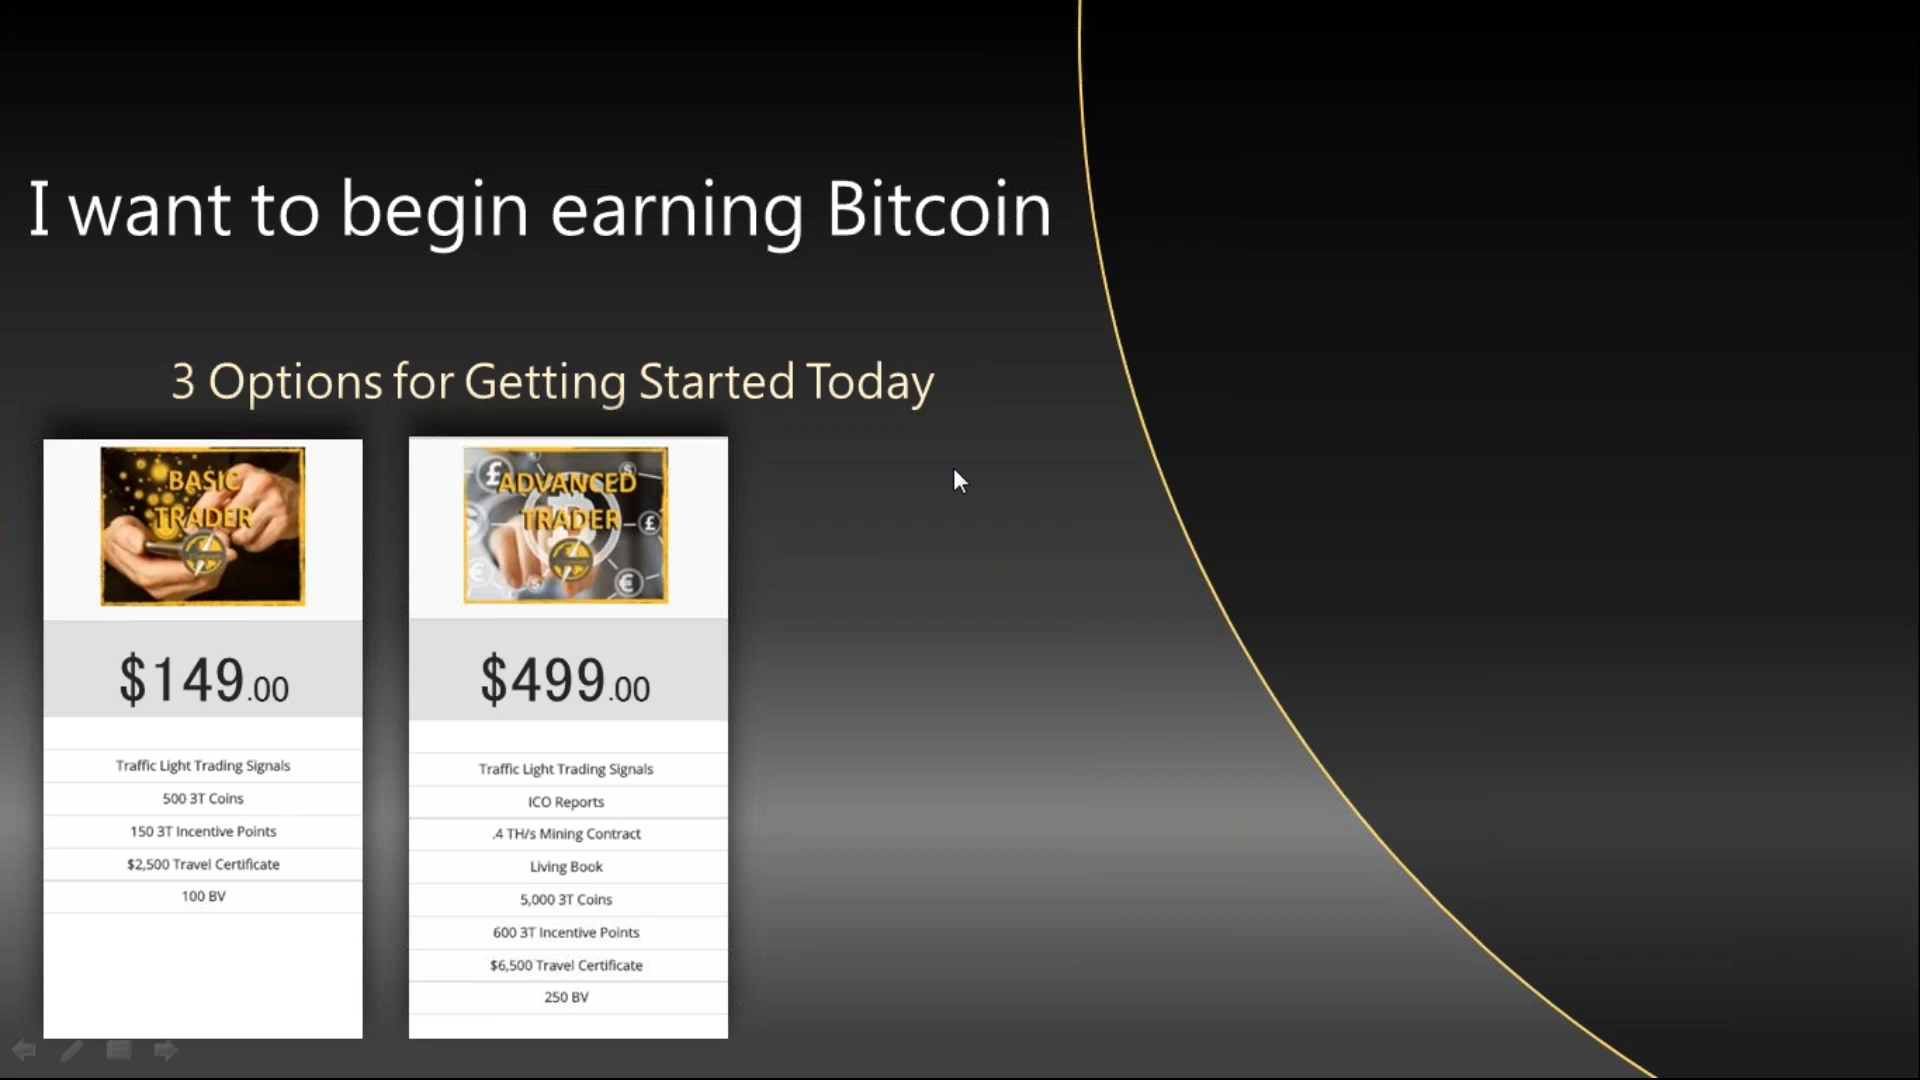 I want to begin earning Bitcoin
3 Options for Getting Started Today
BASIC
TRADER
$149.00
Traffic Light Trading Signals
500 3T Coins
150 3T Incentive Points
$2,500 Travel Certificate
100 BV
ADVANCED
TRADER
$499.00
Traffic Light Trading Signals
ICO Reports
.4 TH/s Mining Contract
Living Book
5,000 3T Coins
600 3T Incentive Points
$6,500 Travel Certificate
250 BV